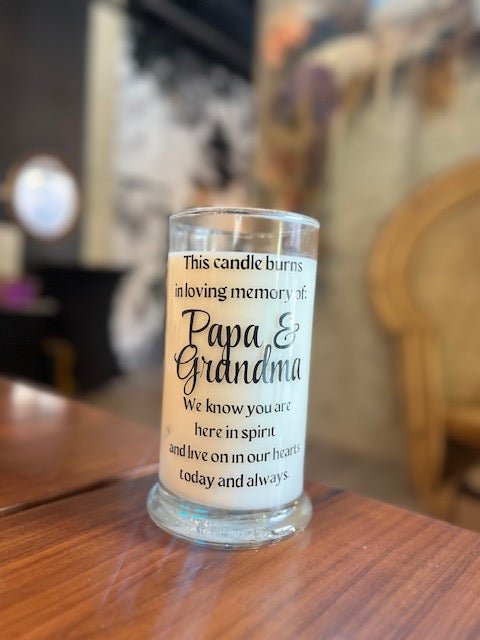 This candle burns
in loving memory of:
Papa &
Grandma
We know you are
here in spirit
and live on in our hearts
today and always.